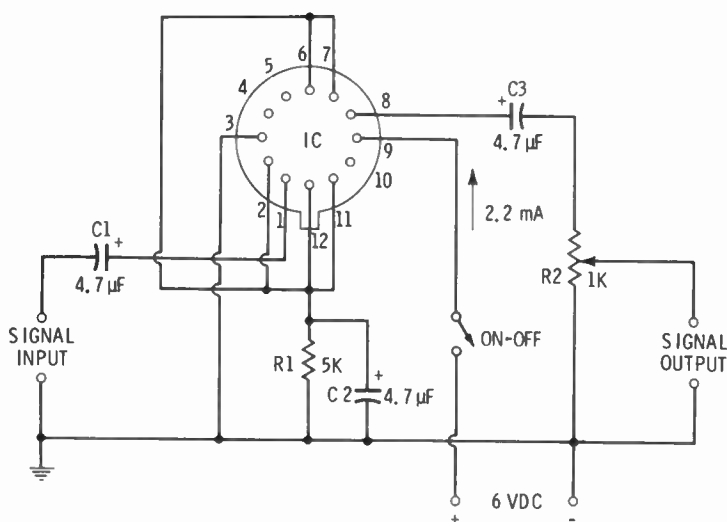 6
7
5
4
3
IC
8
9
10
2
1
12
11
C1
+
4.7 µF
C3
+
4.7 µF
2.2 mA
R2
1K
SIGNAL
INPUT
R1
5K
+
C2
4.7 µF
ON-OFF
SIGNAL
OUTPUT
6 VDC
+
-